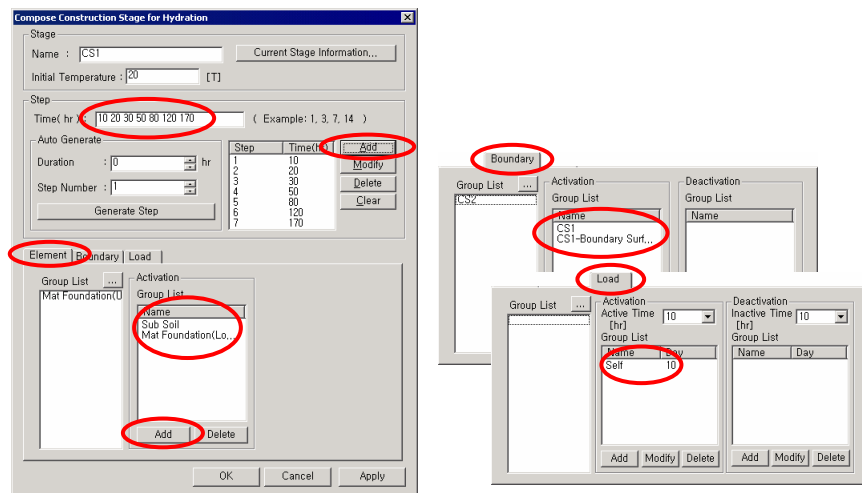 Compose Construction Stage for Hydration
Stage
Name : CS1
Current Stage Information...
Initial Temperature : 20 [T]
Step
Time( hr ) : 10 20 30 50 80 120 170 ( Example: 1, 3, 7, 14 )
Auto Generate
Duration : 0 hr
Step Number : 1
Generate Step
Step Time(h
1 10
2 20
3 30
4 50
5 80
6 120
7 170
Add
Modify
Delete
Clear
Element Boundary Load
Group List ...
Mat Foundation(U
Activation
Group List
Name
Sub Soil
Mat Foundation(Lo...
Add Delete
OK Cancel Apply
Boundary
Group List ...
CS2
Activation
Group List
Name
CS1
CS1-Boundary Surf...
Deactivation
Group List
Name
Load
Group List ...
Activation
Active Time 10
[hr]
Group List
Name Day
Self 10
Add Modify Delete
Deactivation
Inactive Time 10
[hr]
Group List
Name Day
Add Modify Delete